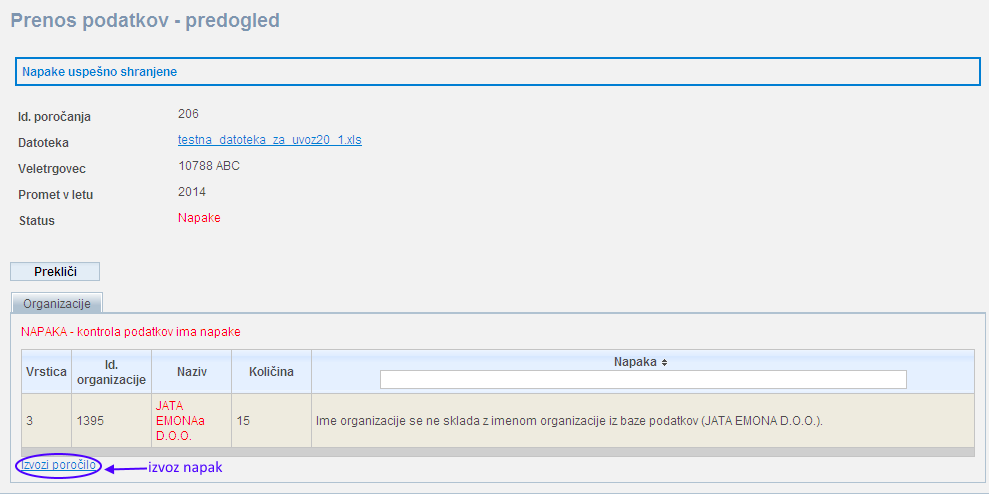 Prenos podatkov - predogled
Napake uspešno shranjene
Id. poročanja 206
Datoteka testna_datoteka_za_uvoz20_1.xls
Veletrgovec 10788 ABC
Promet v letu 2014
Status Napake
Prekliči
Organizacije
NAPAKA - kontrola podatkov ima napake
Vrstica Id. organizacije Naziv Količina Napaka
3 1395 JATA EMONAa D.O.O. 15 Ime organizacije se ne sklada z imenom organizacije iz baze podatkov (JATA EMONA D.O.O.).
Izvozi poročilo izvoz napak